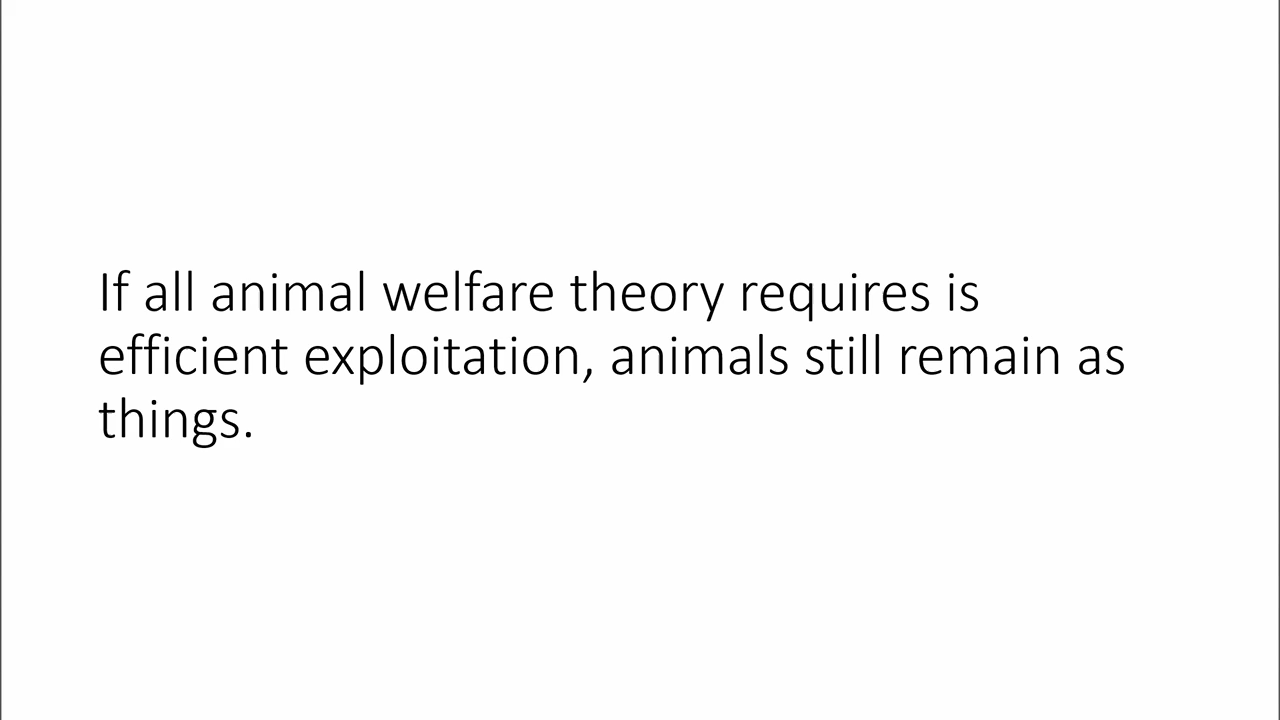 If all animal welfare theory requires is
efficient exploitation, animals still remain as
things.